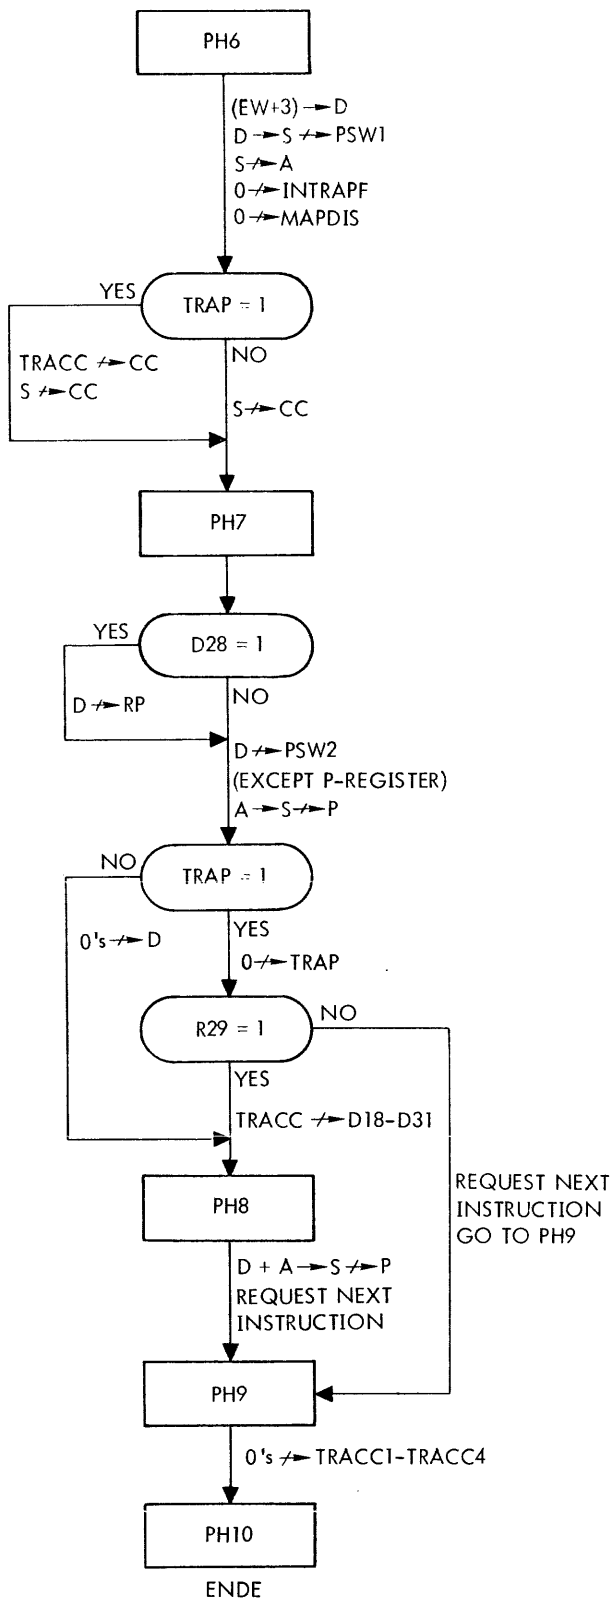 PH6
(EW+3) → D
D → S ↛ PSW1
S ↛ A
0 ↛ INTRAPF
0 ↛ MAPDIS
YES
TRAP = 1
NO
TRACC ↛ CC
S ↛ CC
S ↛ CC
PH7
YES
D28 = 1
NO
D ↛ RP
D ↛ PSW2
(EXCEPT P-REGISTER)
A → S ↛ P
NO
TRAP = 1
YES
0's ↛ D
0 ↛ TRAP
NO
R29 = 1
YES
TRACC ↛ D18-D31
PH8
REQUEST NEXT
INSTRUCTION
GO TO PH9
D + A → S ↛ P
REQUEST NEXT
INSTRUCTION
PH9
0's ↛ TRACC1-TRACC4
PH10
ENDE